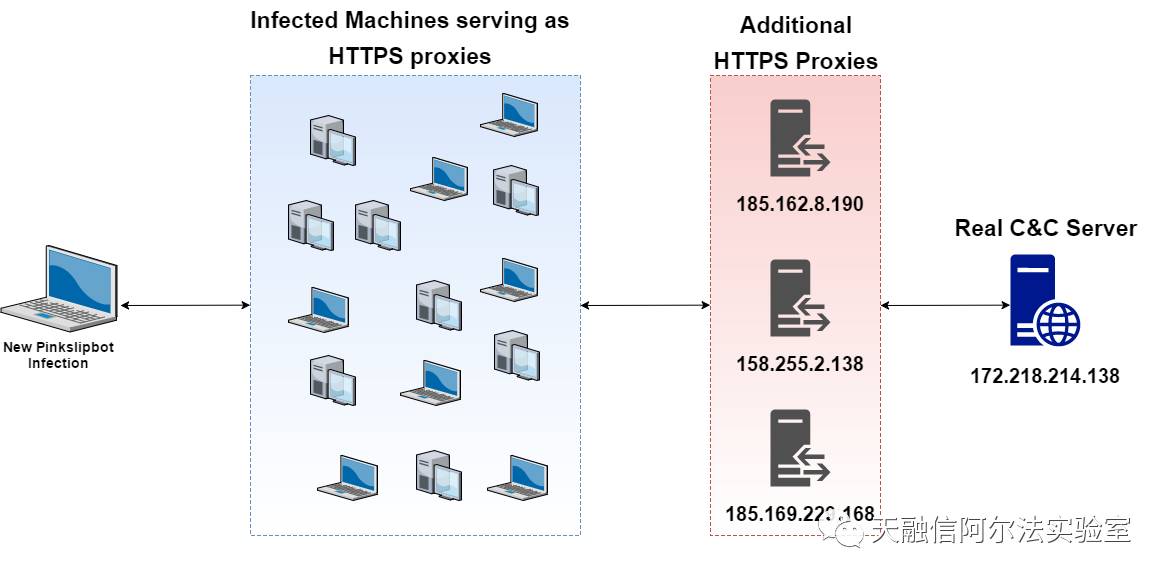 Infected Machines serving as
HTTPS proxies
Additional
HTTPS Proxies
185.162.8.190
Real C&C Server
New Pinkslipbot
Infection
158.255.2.138
172.218.214.138
185.169.229.168
天融信阿尔法实验室